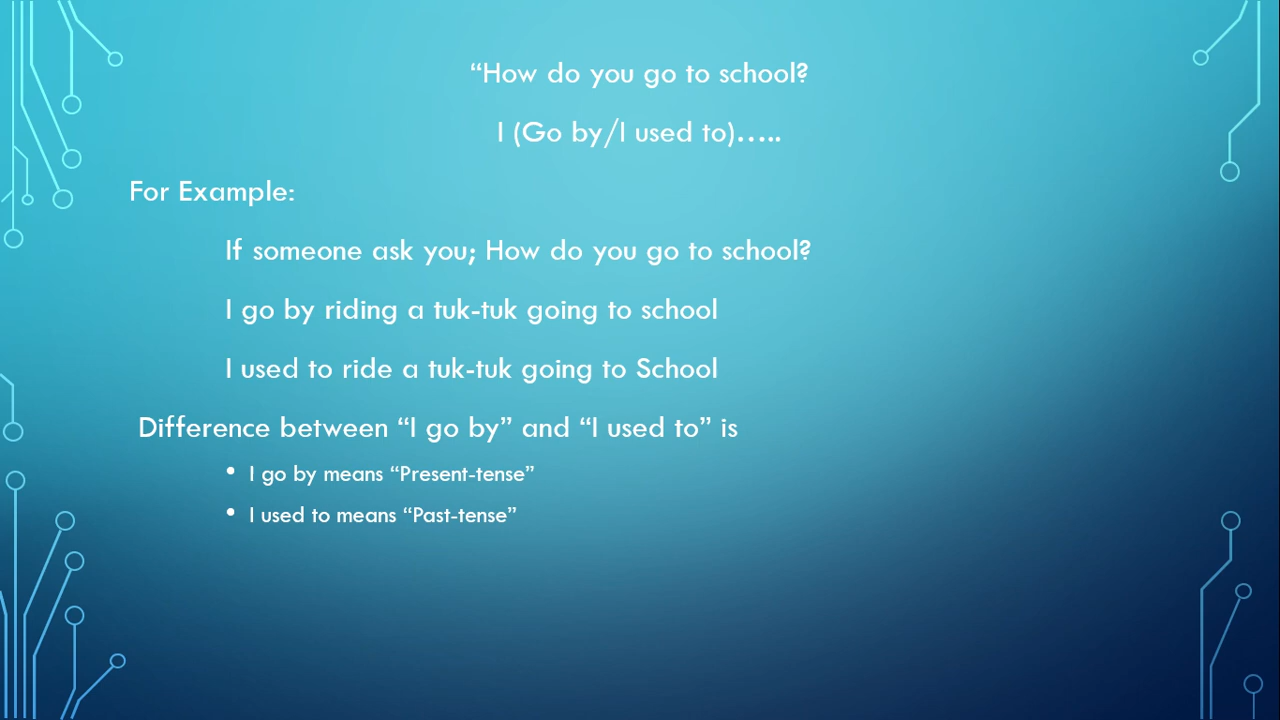 “How do you go to school?
I (Go by/I used to)…..
For Example:
If someone ask you; How do you go to school?
I go by riding a tuk-tuk going to school
I used to ride a tuk-tuk going to School
Difference between “I go by” and “I used to” is
• I go by means “Present-tense”
• I used to means “Past-tense”